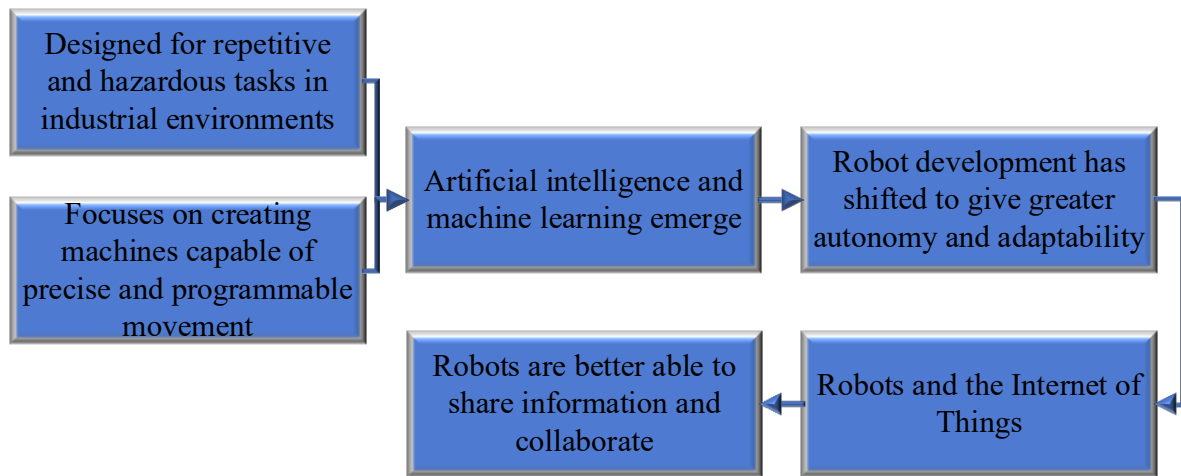 Designed for repetitive
and hazardous tasks in
industrial environments
Focuses on creating
machines capable of
precise and programmable
movement
Artificial intelligence and
machine learning emerge
Robot development has
shifted to give greater
autonomy and adaptability
Robots and the Internet of
Things
Robots are better able to
share information and
collaborate